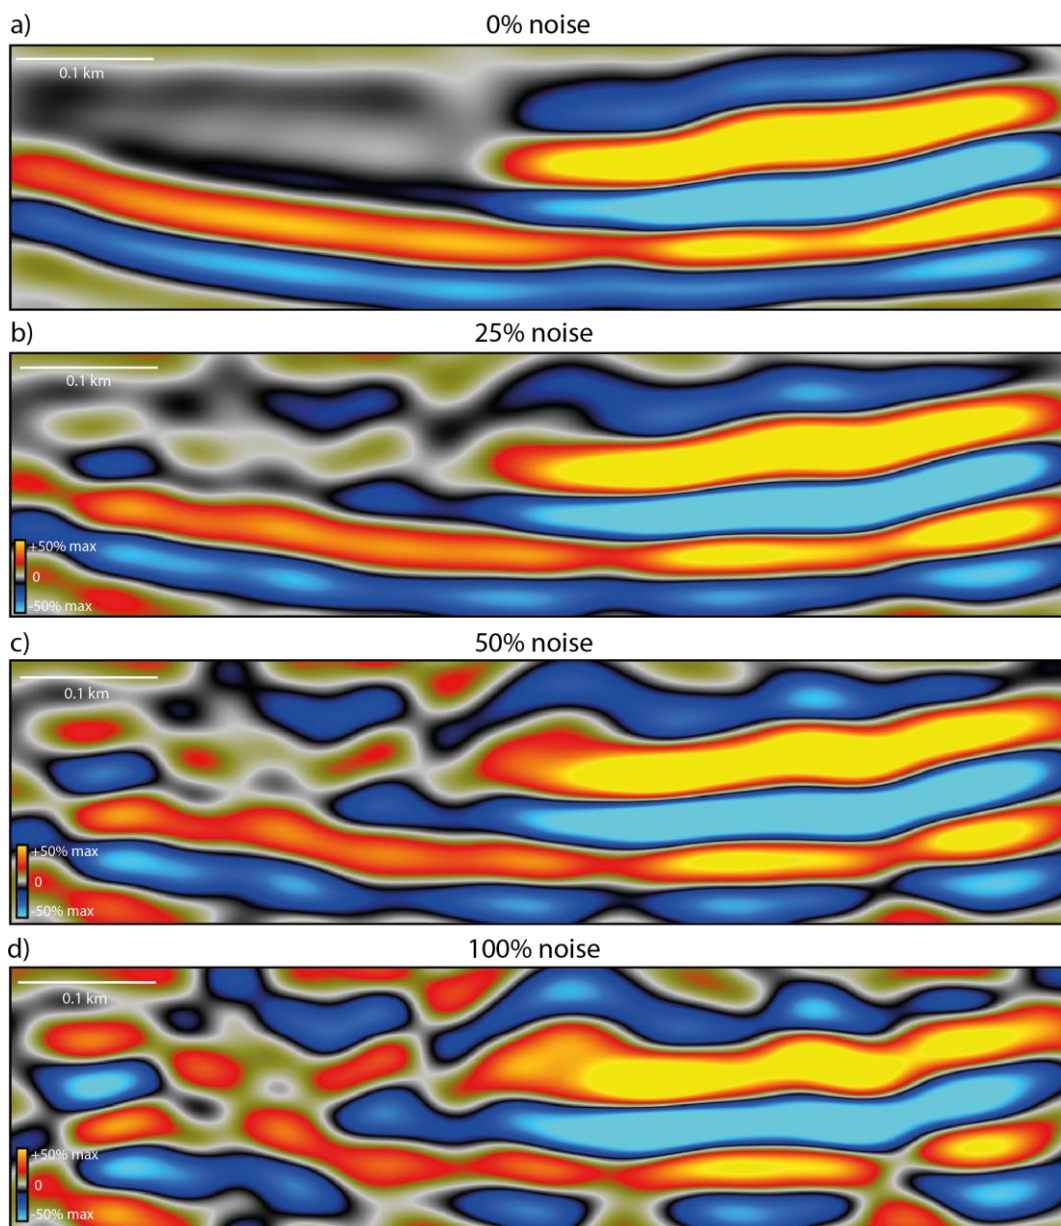 a)
0% noise
0.1 km
b)
25% noise
0.1 km
+50% max
0
-50% max
c)
50% noise
0.1 km
+50% max
0
-50% max
d)
100% noise
0.1 km
+50% max
0
-50% max